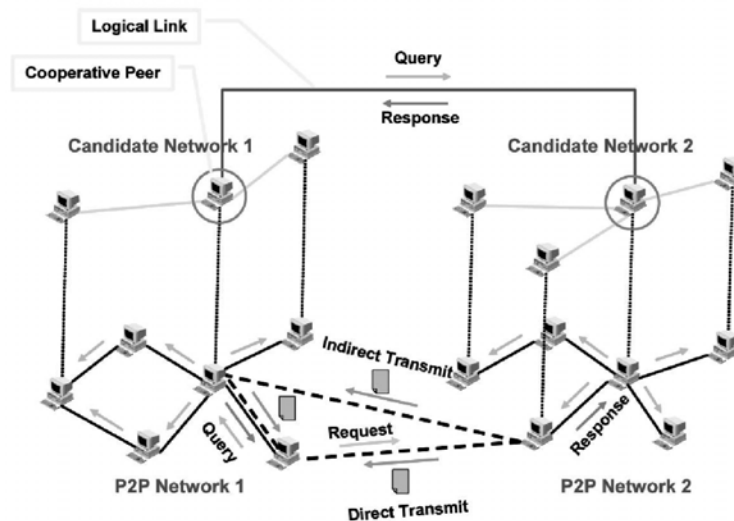 Logical Link
Cooperative Peer
Query
Response
Candidate Network 1
Candidate Network 2
Indirect Transmit
Query
Request
Response
P2P Network 1
Direct Transmit
P2P Network 2